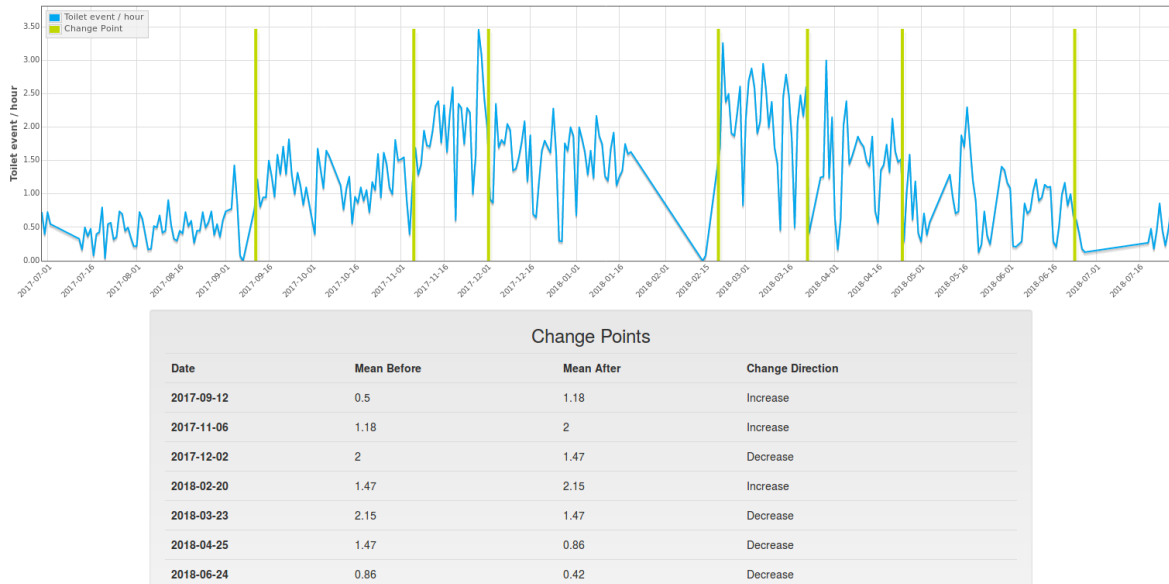 3.50
Toilet event / hour
Change Point
3.00
2.50
2.00
1.50
1.00
0.50
0.00
Toilet event / hour
2017-07-01 2017-07-16 2017-08-01 2017-08-16 2017-09-01 2017-09-16 2017-10-01 2017-10-16 2017-11-01 2017-11-16 2017-12-01 2017-12-16 2018-01-01 2018-01-16 2018-02-01 2018-02-15 2018-03-01 2018-03-16 2018-04-01 2018-04-16 2018-05-01 2018-05-16 2018-06-01 2018-06-16 2018-07-01 2018-07-16
Change Points
Date Mean Before Mean After Change Direction
2017-09-12 0.5 1.18 Increase
2017-11-06 1.18 2 Increase
2017-12-02 2 1.47 Decrease
2018-02-20 1.47 2.15 Increase
2018-03-23 2.15 1.47 Decrease
2018-04-25 1.47 0.86 Decrease
2018-06-24 0.86 0.42 Decrease